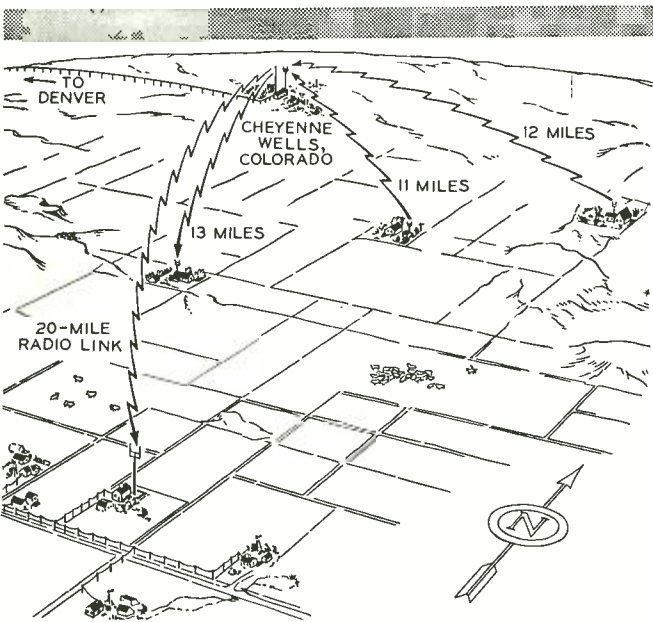 TO
DENVER
CHEYENNE
WELLS,
COLORADO
12 MILES
11 MILES
13 MILES
20-MILE
RADIO LINK
N